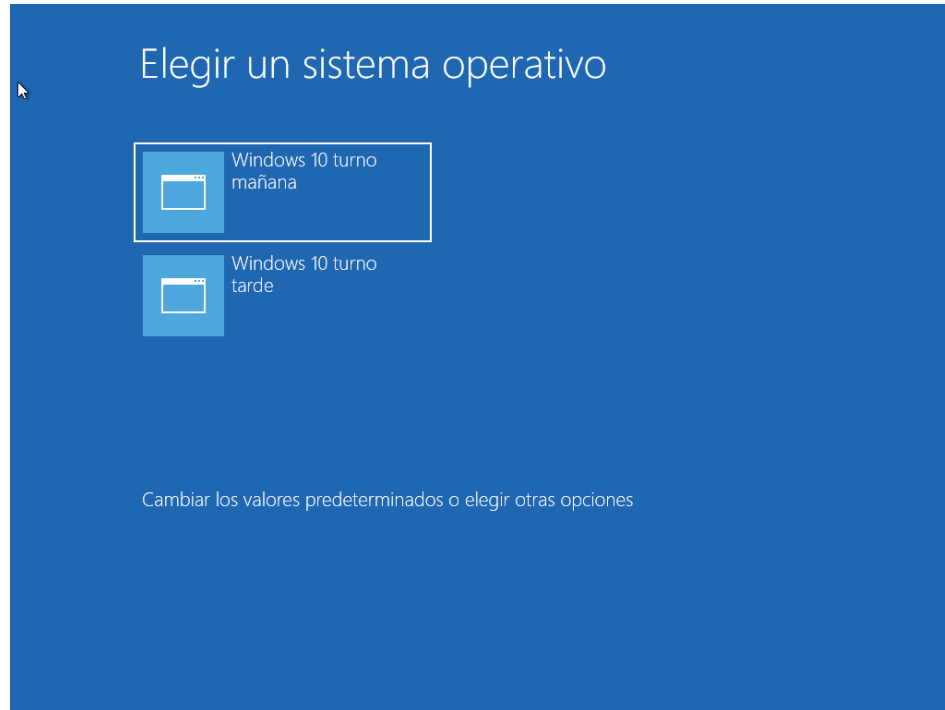 Elegir un sistema operativo
Windows 10 turno
mañana
Windows 10 turno
tarde
Cambiar los valores predeterminados o elegir otras opciones